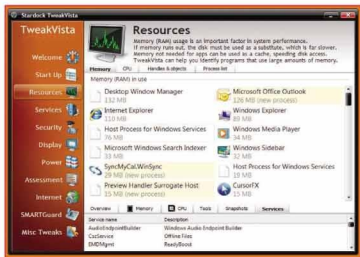 Stardock TweakVista
TweakVista
Welcome
Start Up
Resources
Services
Security
Display
Power
Assessment
Internet
SMARTGuard
Misc Tweaks
Resources
Memory (RAM) usage is an important factor in system performance.
If memory runs out, the disk must be used as a substitute, which is far slower.
Memory not needed for apps can be used as a cache, speeding disk access.
TweakVista can help you identify programs that use large amounts of memory.
Memory CPU Handles & objects Process list
Memory (RAM) in use
Desktop Window Manager
132 MB
Microsoft Office Outlook
126 MB (new process)
Internet Explorer
110 MB
Windows Explorer
89 MB
Host Process for Windows Services
76 MB
Windows Media Player
34 MB
Microsoft Windows Search Indexer
33 MB
Windows Sidebar
32 MB
SyncMyCal.WinSync
29 MB (new process)
Host Process for Windows Services
19 MB
Preview Handler Surrogate Host
15 MB (new process)
CursorFX
15 MB
Overview Memory CPU Tools Snapshots Services
Service name Description
AudioEndpointBuilder Windows Audio Endpoint Builder
CscService Offline Files
EMDMgmt ReadyBoost